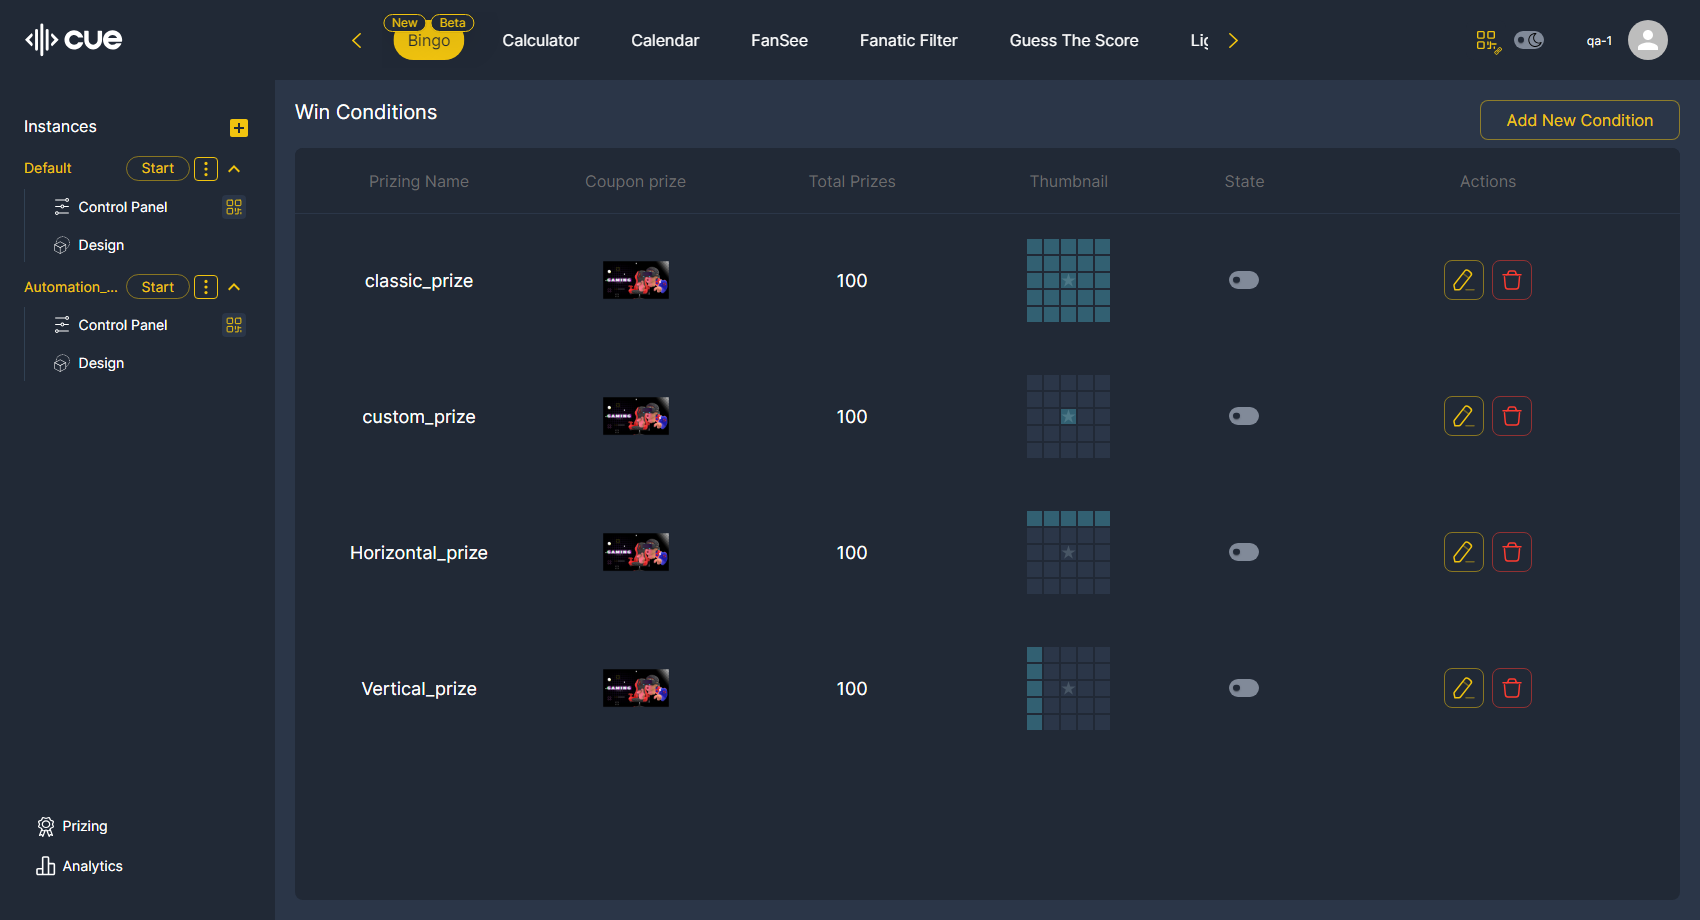 cue
New Beta
Bingo
Calculator
Calendar
FanSee
Fanatic Filter
Guess The Score
qa-1
Instances
Default
Start
Control Panel
Design
Automation_...
Start
Control Panel
Design
Prizing
Analytics
Win Conditions
Add New Condition
Prizing Name Coupon prize Total Prizes Thumbnail State Actions
classic_prize GAMING 100
custom_prize GAMING 100
Horizontal_prize GAMING 100
Vertical_prize GAMING 100